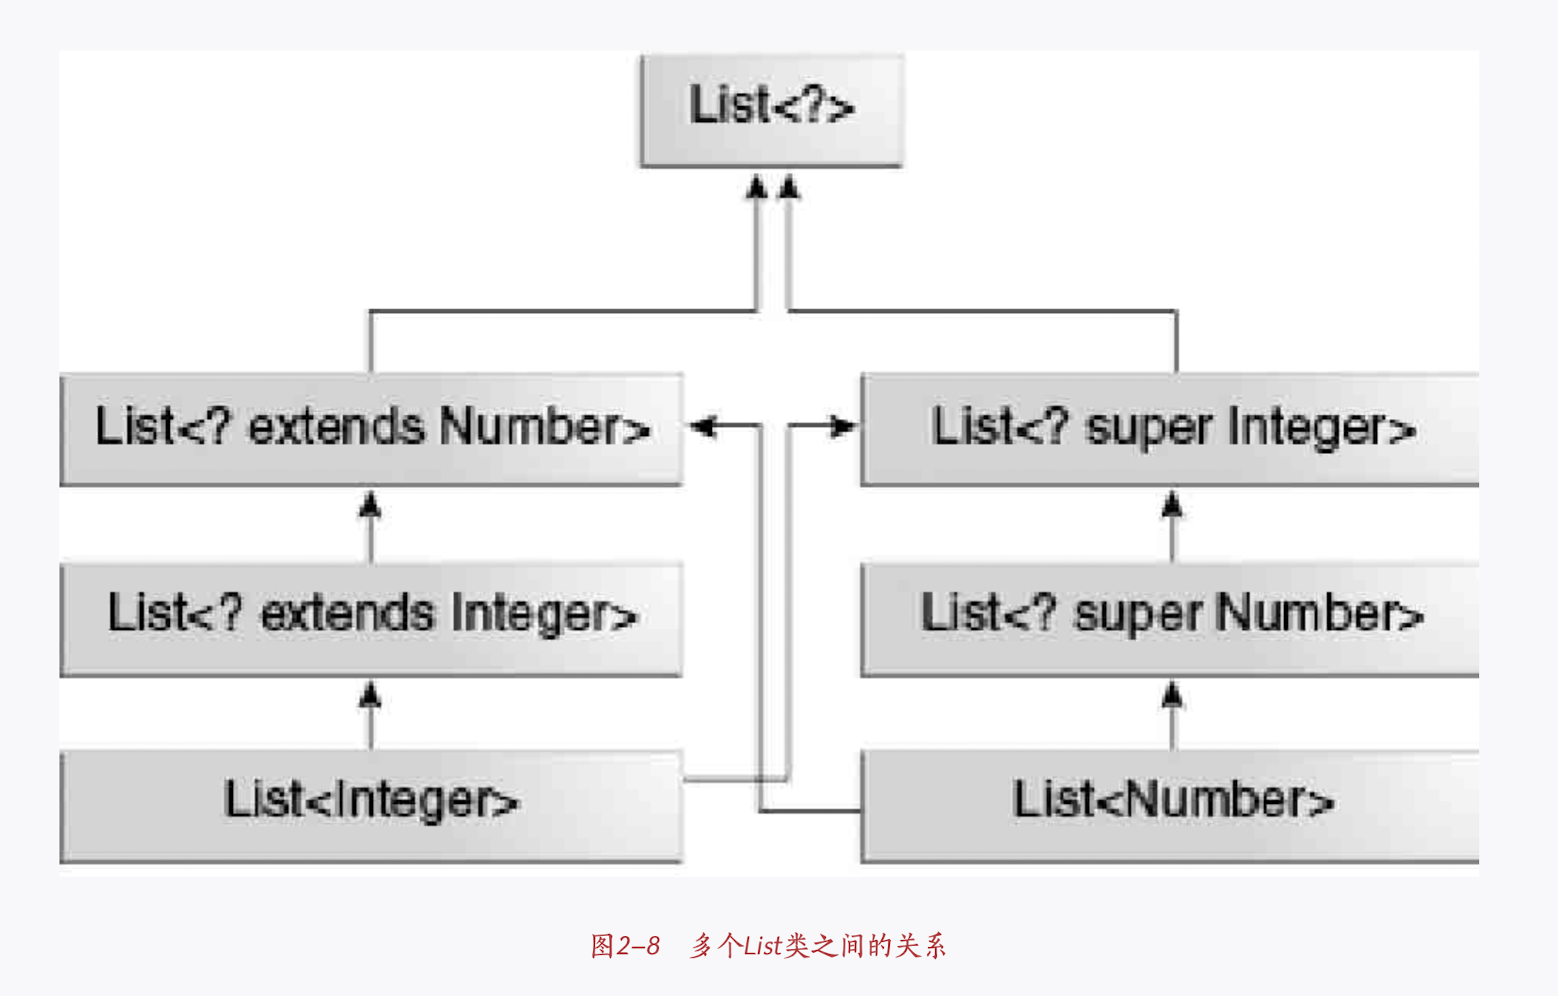 List<?>
List<? extends Number>
List<? super Integer>
List<? extends Integer>
List<? super Number>
List<Integer>
List<Number>
图2–8 多个List类之间的关系